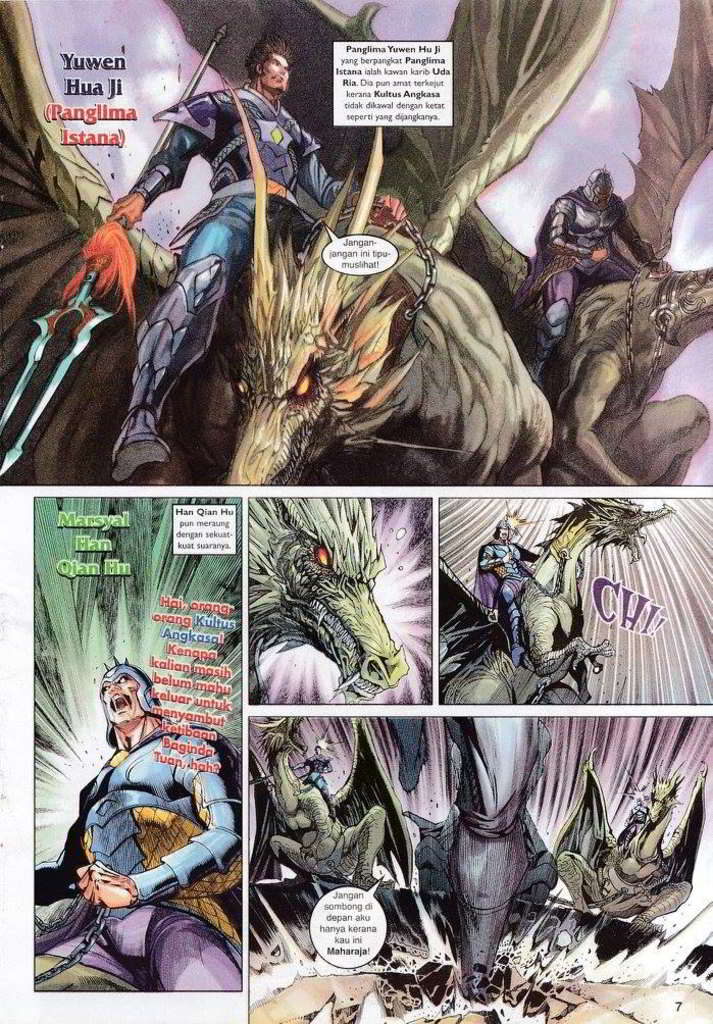 Yuwen
Hua Ji
(Panglima
Istana)
Panglima Yuwen Hu Ji
yang berpangkat Panglima
Istana ialah kawan karib Uda
Ria. Dia pun amat terkejut
kerana Kultus Angkasa
tidak dikawal dengan ketat
seperti yang dijangkanya.
Jangan-
jangan ini tipu-
muslihat!
Marsyal
Han
Qian Hu
Han Qian Hu
pun meraung
dengan sekuat-
kuat suaranya.
Hai, orang-
orang Kultus
Angkasa!
Kenapa
kalian masih
belum mahu
keluar untuk
menyambut
ketibaan
Baginda
Tuan, hah?
CHI!!
Jangan
sombong di
depan aku
hanya kerana
kau ini
Maharaja!
7